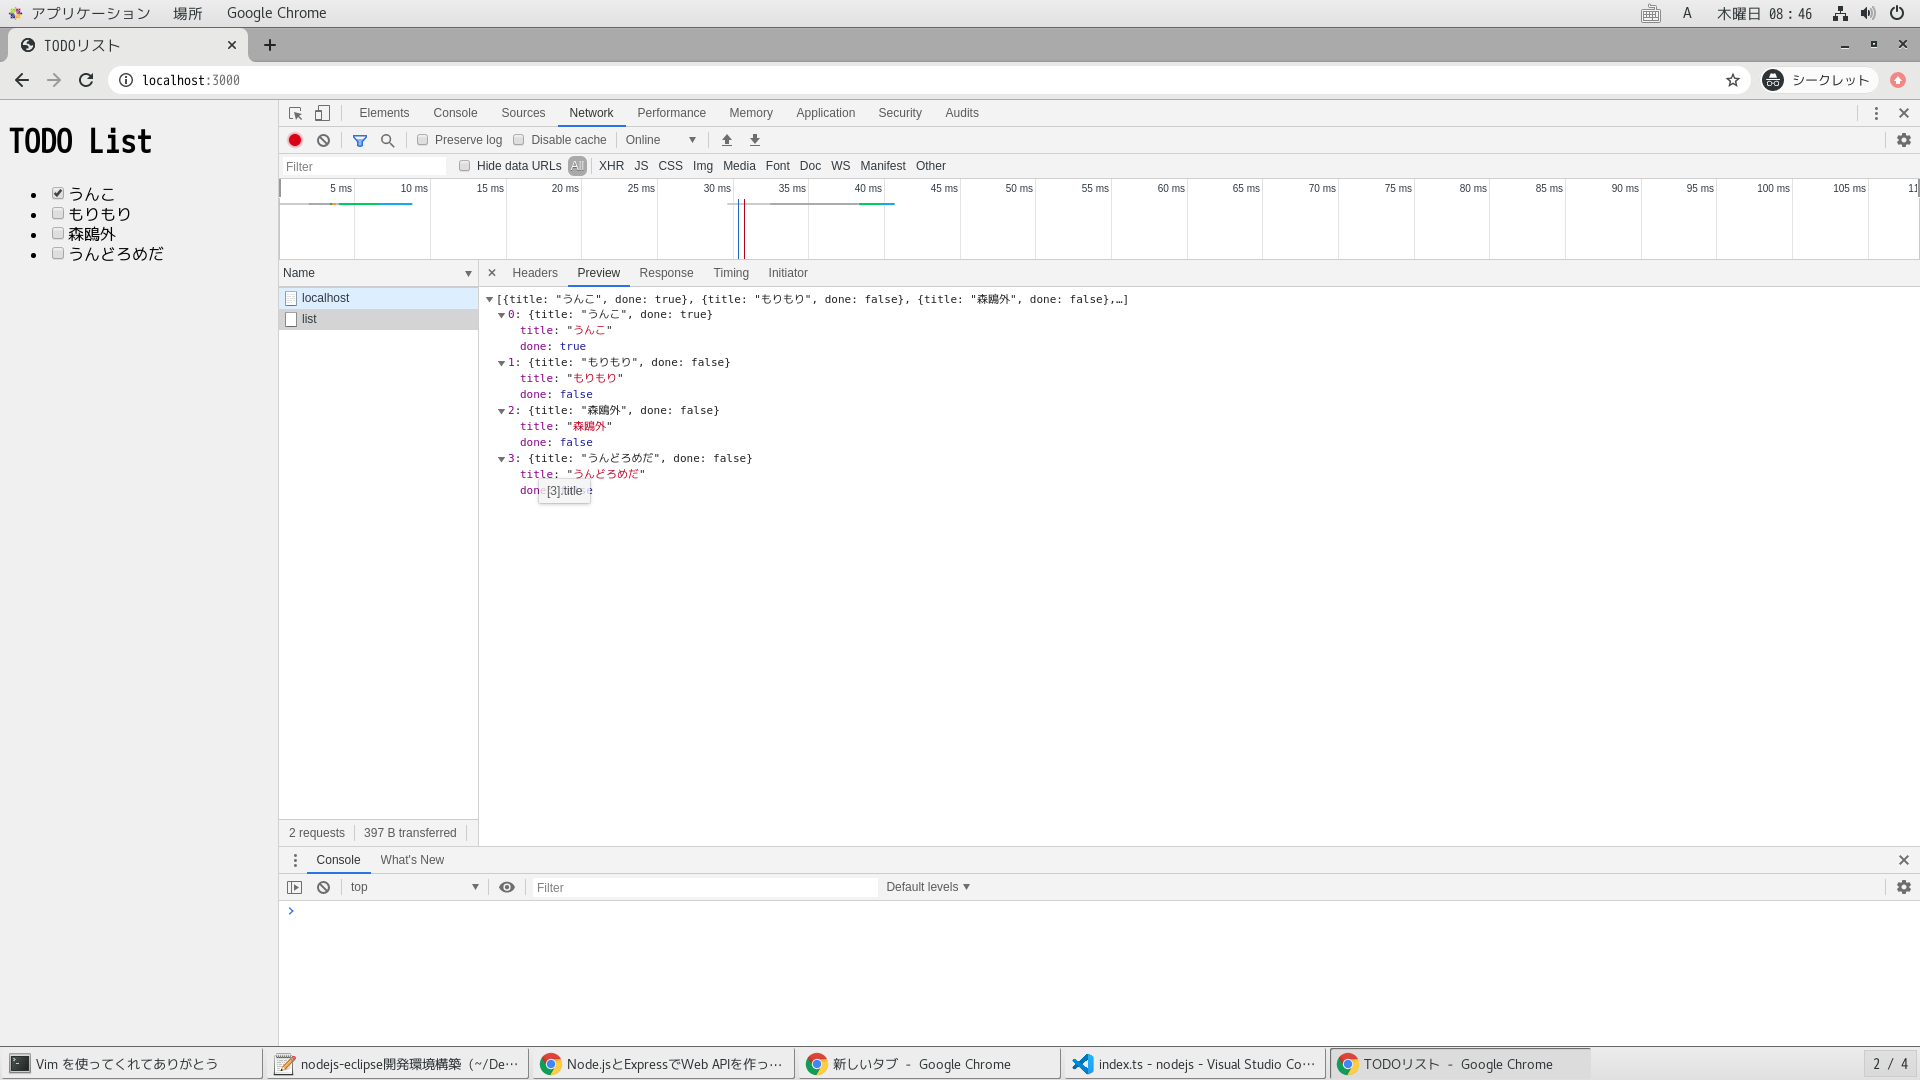 アプリケーション 場所 Google Chrome A 木曜日 08：46
TODOリスト
localhost:3000 シークレット
TODO List
うんこ
もりもり
森鴎外
うんどろめだ
Elements Console Sources Network Performance Memory Application Security Audits
Preserve log Disable cache Online
Filter Hide data URLs All XHR JS CSS Img Media Font Doc WS Manifest Other
5 ms 10 ms 15 ms 20 ms 25 ms 30 ms 35 ms 40 ms 45 ms 50 ms 55 ms 60 ms 65 ms 70 ms 75 ms 80 ms 85 ms 90 ms 95 ms 100 ms 105 ms 11
Name
localhost
list
2 requests 397 B transferred
Headers Preview Response Timing Initiator
[{title: "うんこ", done: true}, {title: "もりもり", done: false}, {title: "森鴎外", done: false},…]
0: {title: "うんこ", done: true}
title: "うんこ"
done: true
1: {title: "もりもり", done: false}
title: "もりもり"
done: false
2: {title: "森鴎外", done: false}
title: "森鴎外"
done: false
3: {title: "うんどろめだ", done: false}
title: "うんどろめだ"
done: false
[3].title
Console What's New
top Filter Default levels
>
Vim を使ってくれてありがとう nodejs-eclipse開発環境構築（~/De… Node.jsとExpressでWeb APIを作っ… 新しいタブ - Google Chrome index.ts - nodejs - Visual Studio Co… TODOリスト - Google Chrome 2 / 4